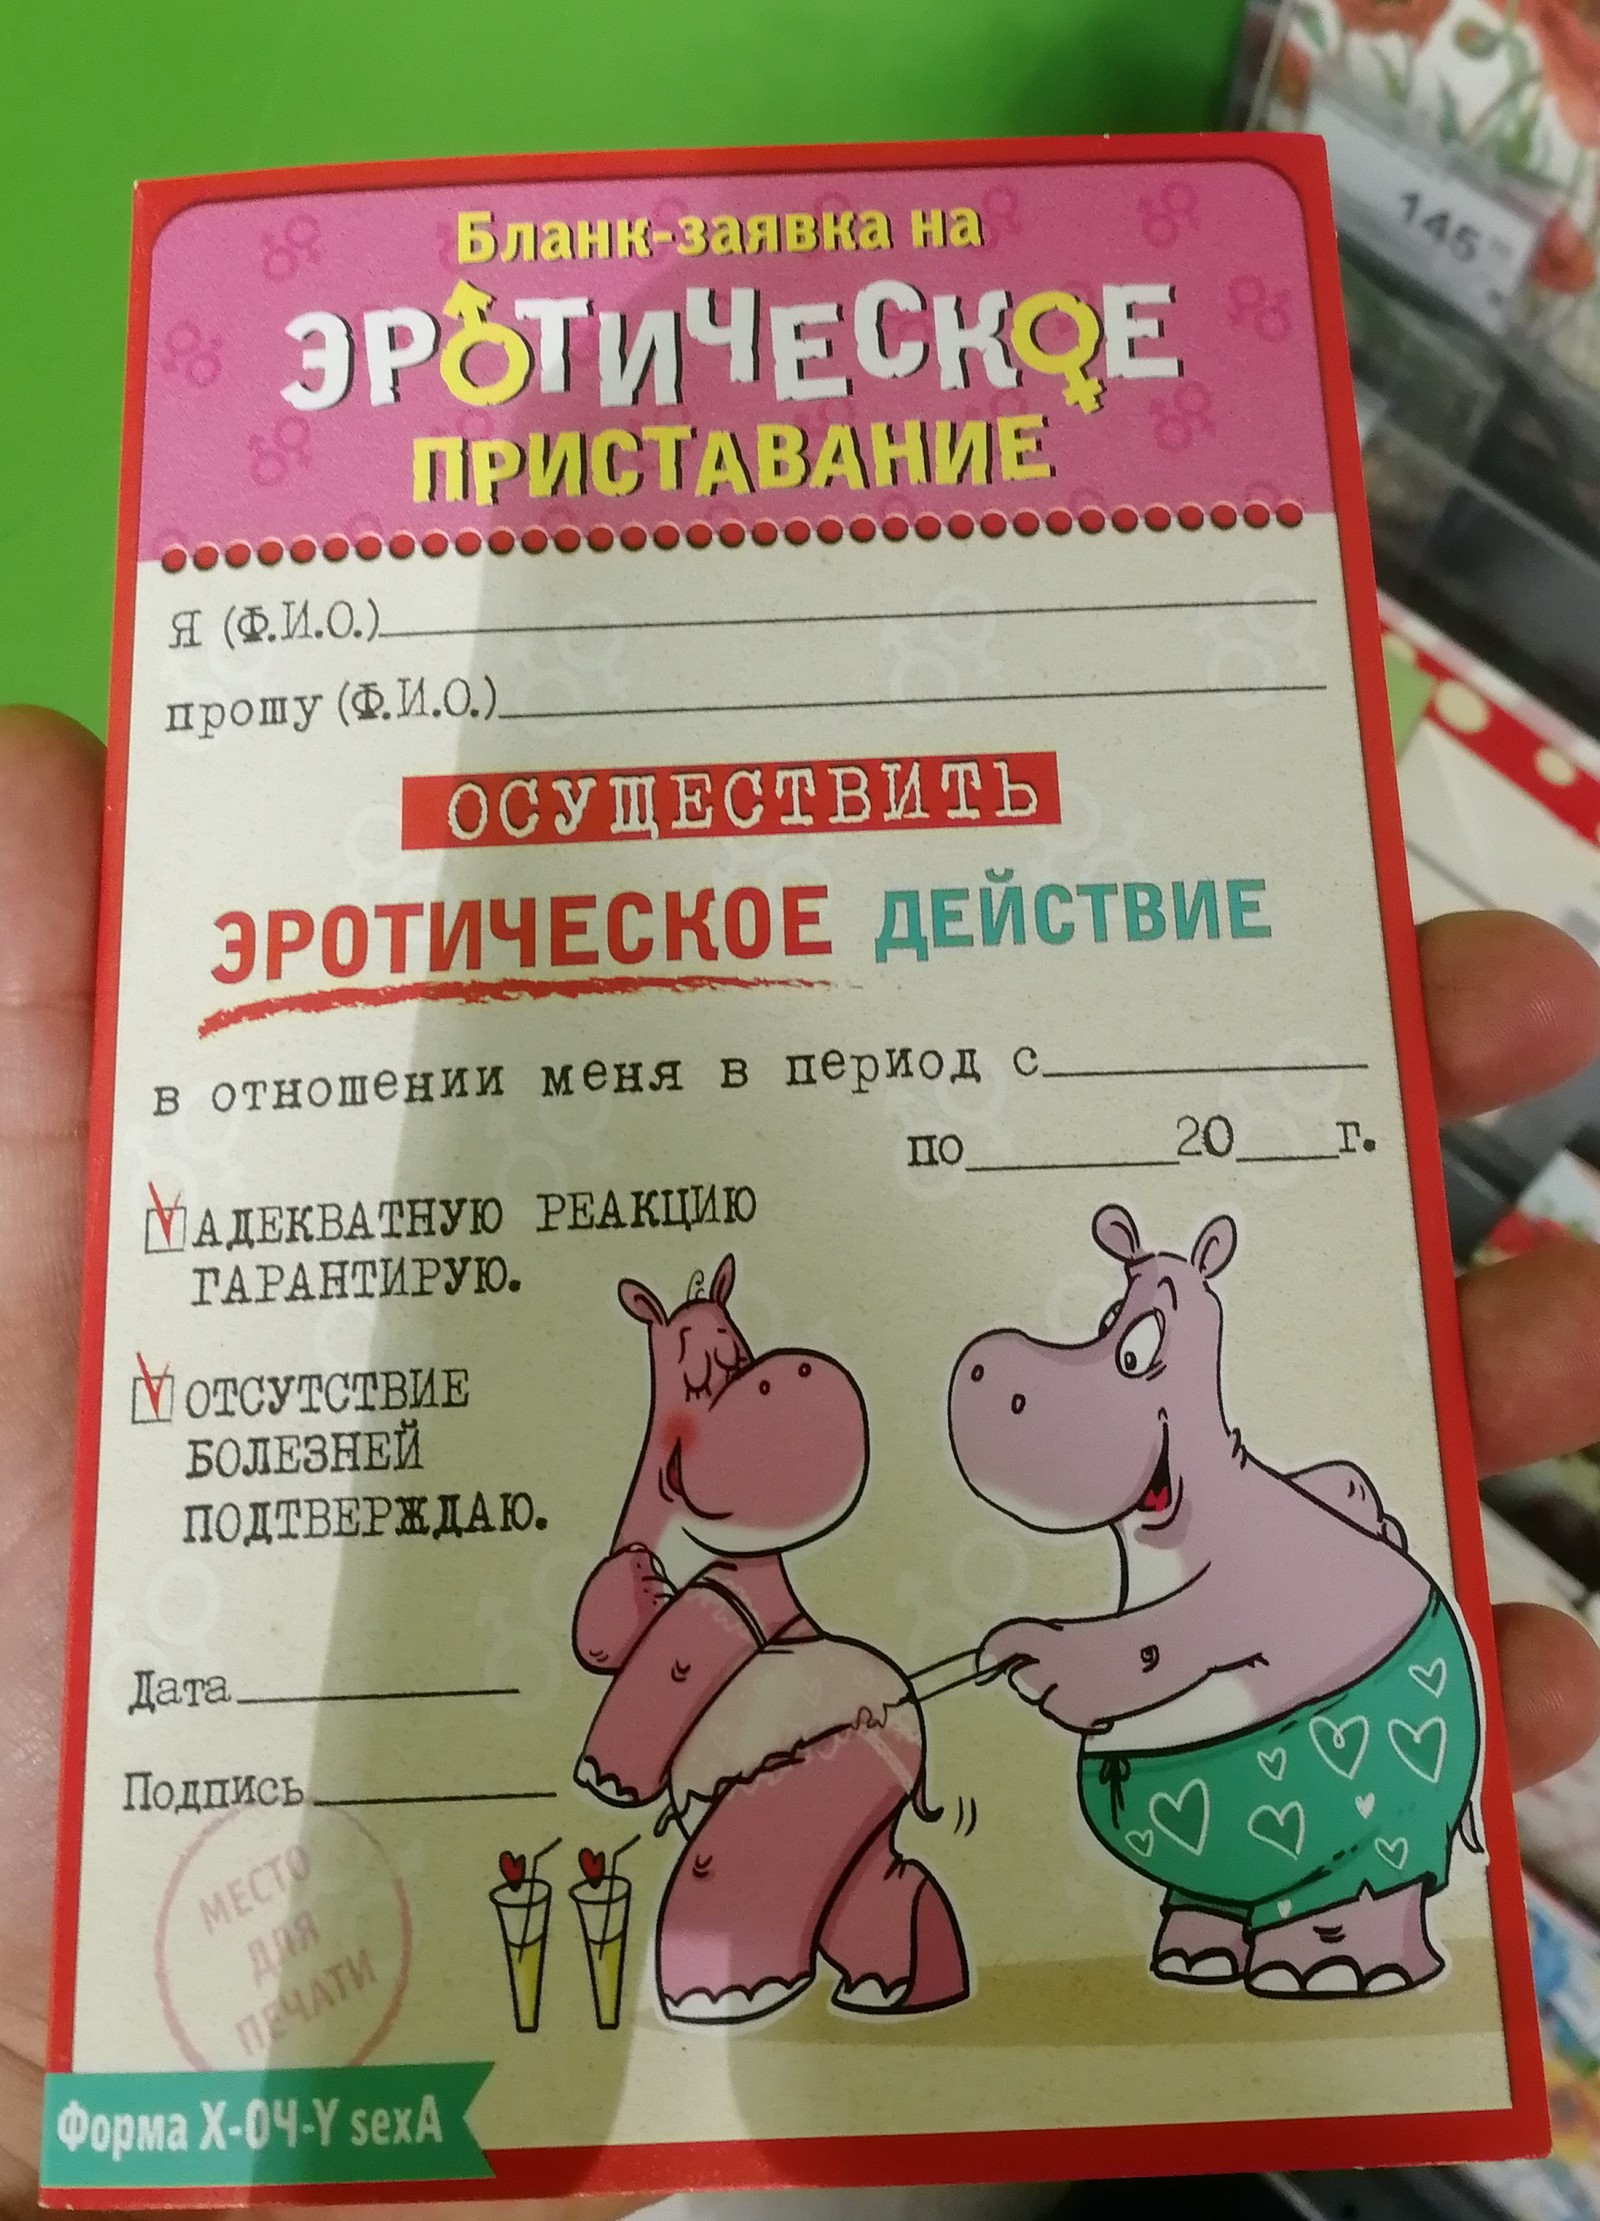 Бланк-заявка на
ЭРОТИЧЕСКОЕ
ПРИСТАВАНИЕ
Я (Ф.И.О.)
прошу (Ф.И.О.)
ОСУЩЕСТВИТЬ
ЭРОТИЧЕСКОЕ ДЕЙСТВИЕ
в отношении меня в период с
по 20 г.
АДЕКВАТНУЮ РЕАКЦИЮ
ГАРАНТИРУЮ.
ОТСУТСТВИЕ
БОЛЕЗНЕЙ
ПОДТВЕРЖДАЮ.
Дата
Подпись
МЕСТО
ДЛЯ
ПЕЧАТИ
Форма Х-ОЧ-Y sexA
145